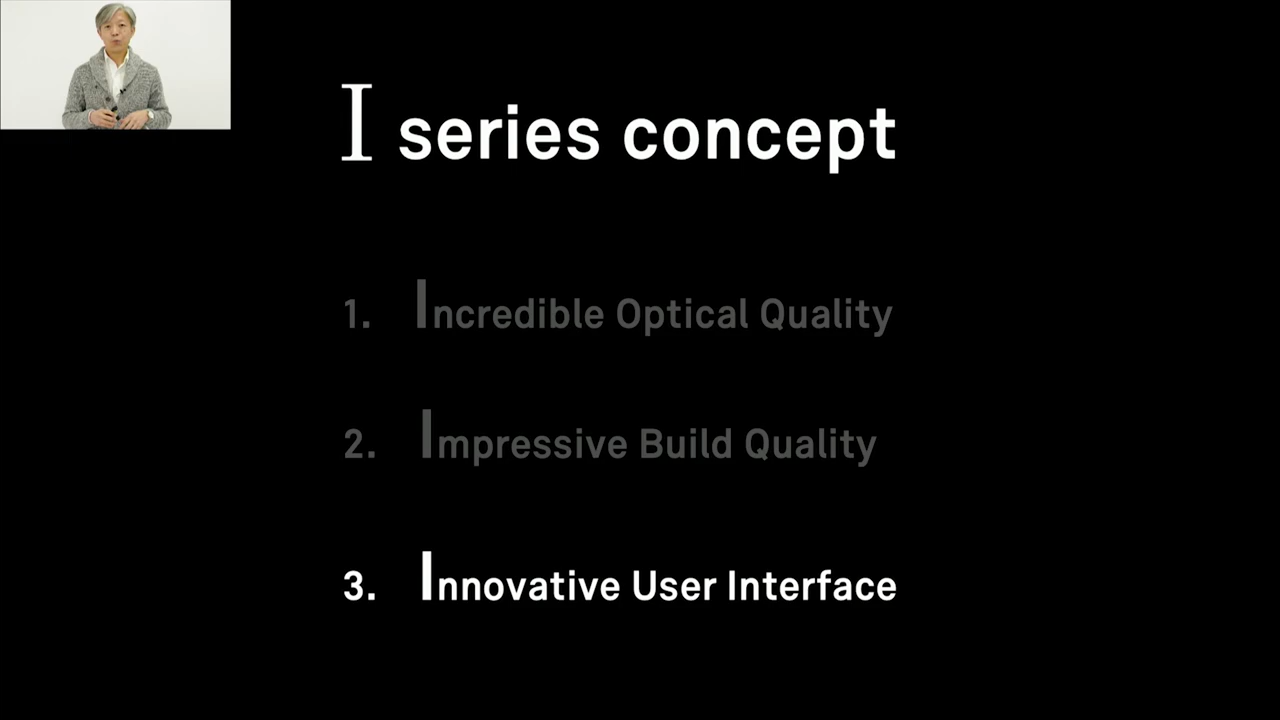 I series concept
1. Incredible Optical Quality
2. Impressive Build Quality
3. Innovative User Interface